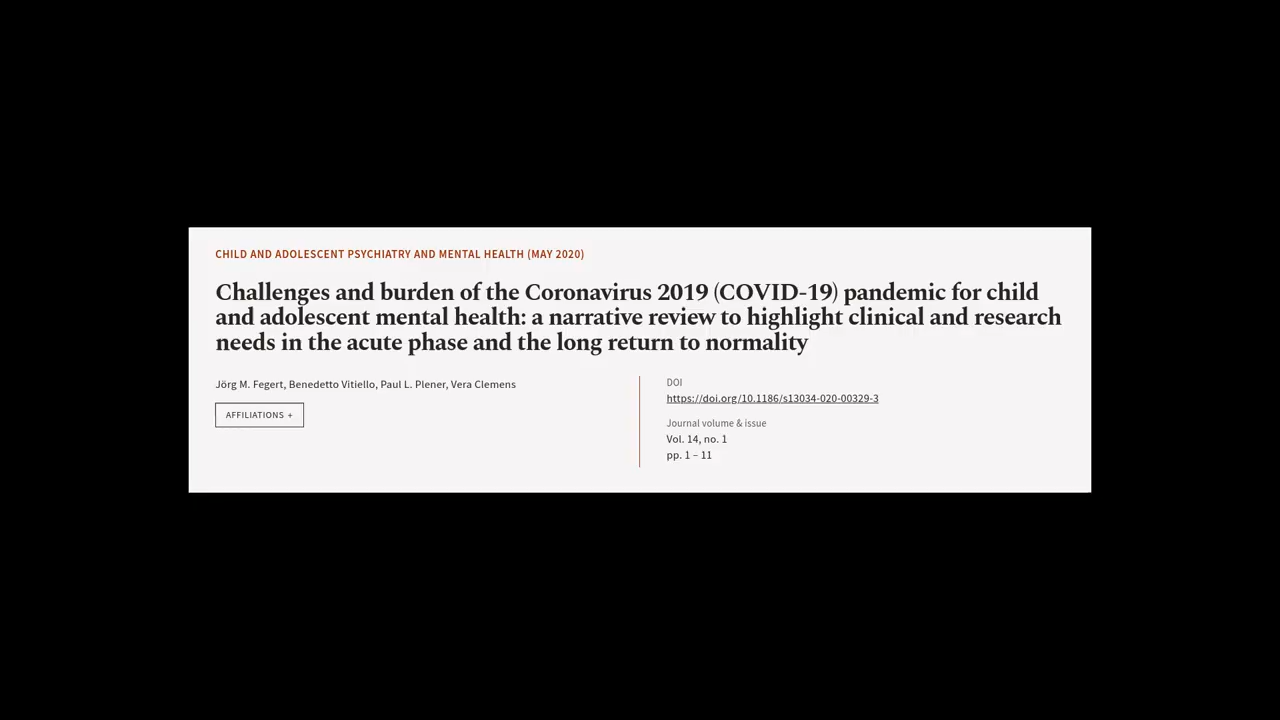 CHILD AND ADOLESCENT PSYCHIATRY AND MENTAL HEALTH (MAY 2020)
Challenges and burden of the Coronavirus 2019 (COVID-19) pandemic for child
and adolescent mental health: a narrative review to highlight clinical and research
needs in the acute phase and the long return to normality
Jörg M. Fegert, Benedetto Vitiello, Paul L. Plener, Vera Clemens
AFFILIATIONS +
DOI
https://doi.org/10.1186/s13034-020-00329-3
Journal volume & issue
Vol. 14, no. 1
pp. 1 – 11